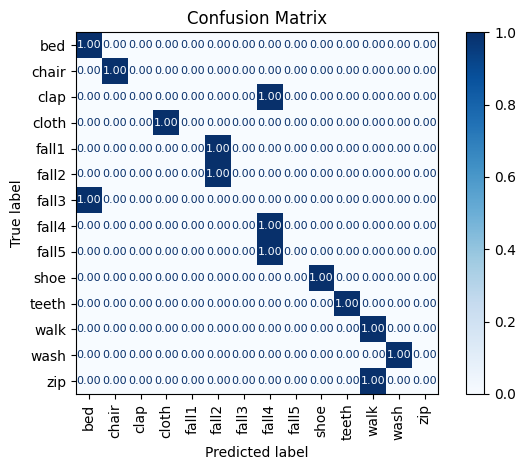 Confusion Matrix
bed 1.00 0.00 0.00 0.00 0.00 0.00 0.00 0.00 0.00 0.00 0.00 0.00 0.00 0.00
chair 0.00 1.00 0.00 0.00 0.00 0.00 0.00 0.00 0.00 0.00 0.00 0.00 0.00 0.00
clap 0.00 0.00 0.00 0.00 0.00 0.00 0.00 1.00 0.00 0.00 0.00 0.00 0.00 0.00
cloth 0.00 0.00 0.00 1.00 0.00 0.00 0.00 0.00 0.00 0.00 0.00 0.00 0.00 0.00
fall1 0.00 0.00 0.00 0.00 0.00 1.00 0.00 0.00 0.00 0.00 0.00 0.00 0.00 0.00
fall2 0.00 0.00 0.00 0.00 0.00 1.00 0.00 0.00 0.00 0.00 0.00 0.00 0.00 0.00
fall3 1.00 0.00 0.00 0.00 0.00 0.00 0.00 0.00 0.00 0.00 0.00 0.00 0.00 0.00
fall4 0.00 0.00 0.00 0.00 0.00 0.00 0.00 1.00 0.00 0.00 0.00 0.00 0.00 0.00
fall5 0.00 0.00 0.00 0.00 0.00 0.00 0.00 1.00 0.00 0.00 0.00 0.00 0.00 0.00
shoe 0.00 0.00 0.00 0.00 0.00 0.00 0.00 0.00 0.00 1.00 0.00 0.00 0.00 0.00
teeth 0.00 0.00 0.00 0.00 0.00 0.00 0.00 0.00 0.00 0.00 1.00 0.00 0.00 0.00
walk 0.00 0.00 0.00 0.00 0.00 0.00 0.00 0.00 0.00 0.00 0.00 1.00 0.00 0.00
wash 0.00 0.00 0.00 0.00 0.00 0.00 0.00 0.00 0.00 0.00 0.00 0.00 1.00 0.00
zip 0.00 0.00 0.00 0.00 0.00 0.00 0.00 0.00 0.00 0.00 0.00 1.00 0.00 0.00
True label
bed chair clap cloth fall1 fall2 fall3 fall4 fall5 shoe teeth walk wash zip
Predicted label
1.0
0.8
0.6
0.4
0.2
0.0